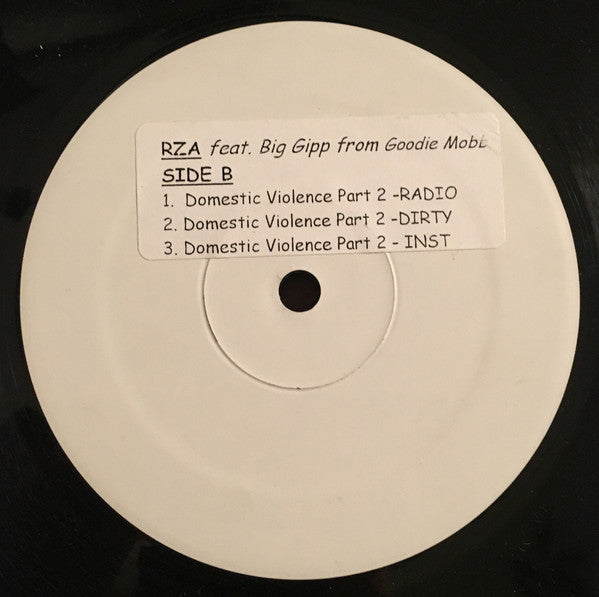 RZA feat. Big Gipp from Goodie Mobb
SIDE B
1. Domestic Violence Part 2 -RADIO
2. Domestic Violence Part 2 -DIRTY
3. Domestic Violence Part 2 - INST